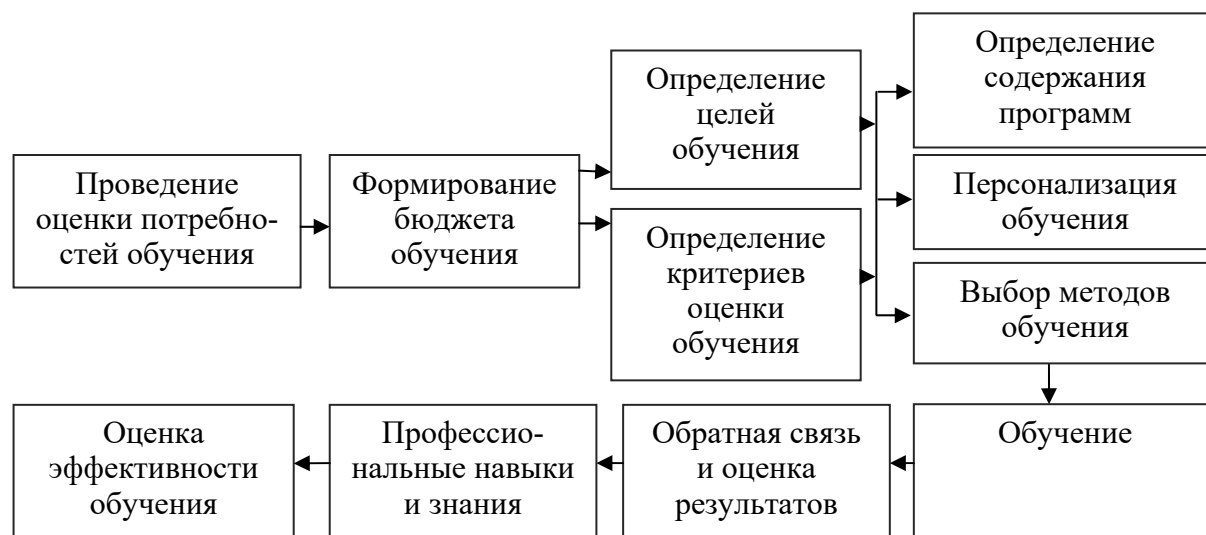 Проведение
оценки потребно-
стей обучения
Формирование
бюджета
обучения
Определение
целей
обучения
Определение
критериев
оценки
обучения
Определение
содержания
программ
Персонализация
обучения
Выбор методов
обучения
Обучение
Обратная связь
и оценка
результатов
Профессио-
нальные навыки
и знания
Оценка
эффективности
обучения